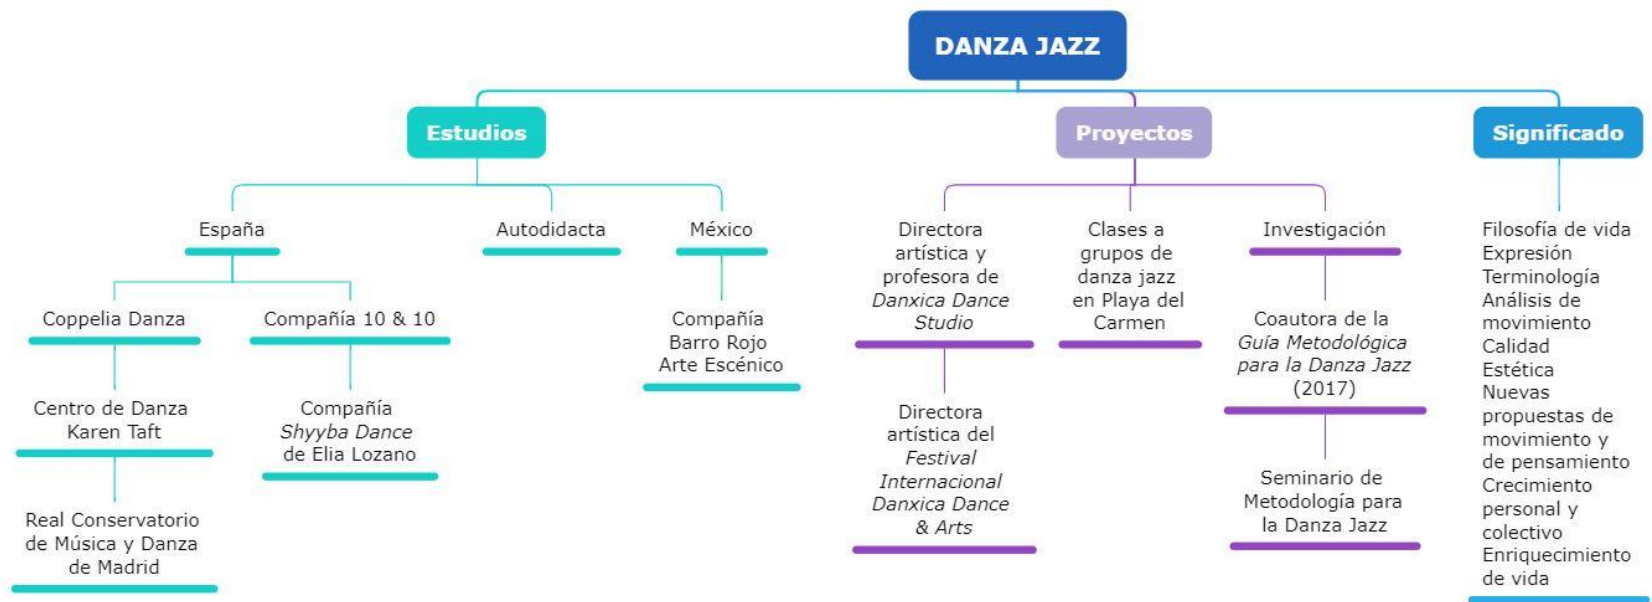 DANZA JAZZ
Estudios
Proyectos
Significado
España
Autodidacta
México
Coppelia Danza
Compañía 10 & 10
Compañía
Barro Rojo
Arte Escénico
Centro de Danza
Karen Taft
Compañía
Shyyba Dance
de Elia Lozano
Real Conservatorio
de Música y Danza
de Madrid
Directora
artística y
profesora de
Danxica Dance
Studio
Clases a
grupos de
danza jazz
en Playa del
Carmen
Investigación
Directora
artística del
Festival
Internacional
Danxica Dance
& Arts
Coautora de la
Guía Metodológica
para la Danza Jazz
(2017)
Seminario de
Metodología para
la Danza Jazz
Filosofía de vida
Expresión
Terminología
Análisis de
movimiento
Calidad
Estética
Nuevas
propuestas de
movimiento y
de pensamiento
Crecimiento
personal y
colectivo
Enriquecimiento
de vida